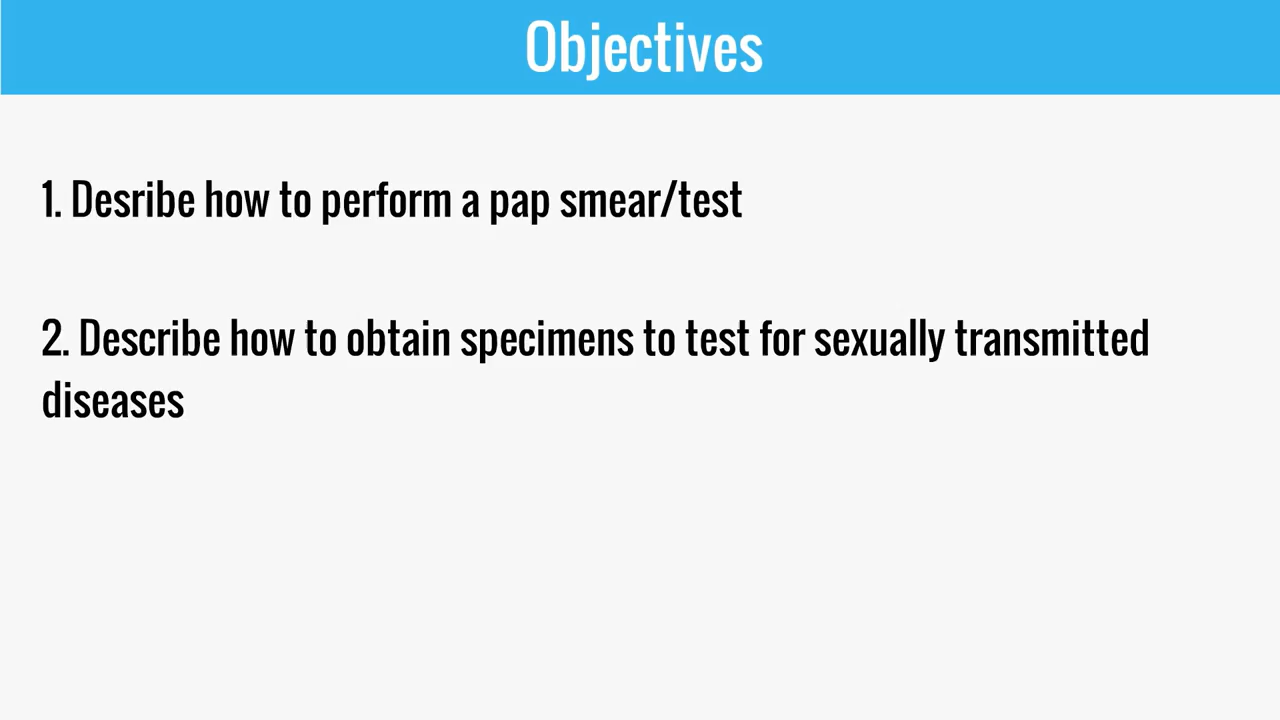 Objectives
1. Desribe how to perform a pap smear/test
2. Describe how to obtain specimens to test for sexually transmitted
diseases